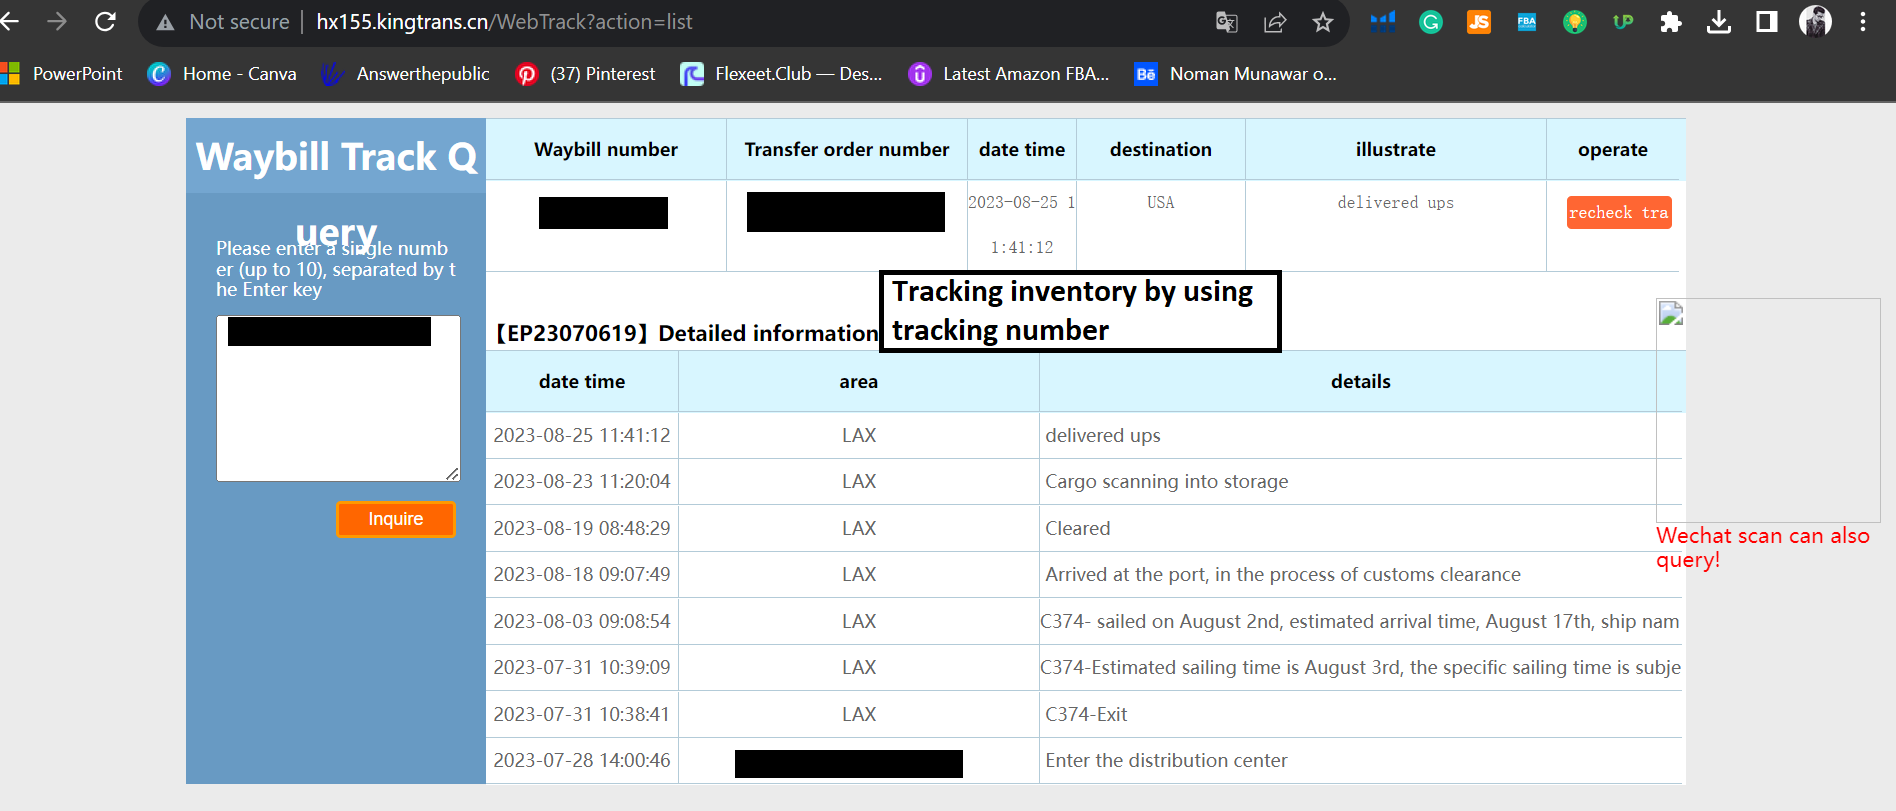 Not secure | hx155.kingtrans.cn/WebTrack?action=list
PowerPoint Home - Canva Answerthepublic (37) Pinterest Flexeet.Club — Des... Latest Amazon FBA... Noman Munawar o...
Waybill Track Q
uery
Please enter a single numb
er (up to 10), separated by t
he Enter key
Inquire
Waybill number Transfer order number date time destination illustrate operate
2023-08-25 1 USA delivered ups recheck tra
1:41:12
Tracking inventory by using
tracking number
【EP23070619】Detailed information
date time area details
2023-08-25 11:41:12 LAX delivered ups
2023-08-23 11:20:04 LAX Cargo scanning into storage
2023-08-19 08:48:29 LAX Cleared
2023-08-18 09:07:49 LAX Arrived at the port, in the process of customs clearance
2023-08-03 09:08:54 LAX C374- sailed on August 2nd, estimated arrival time, August 17th, ship nam
2023-07-31 10:39:09 LAX C374-Estimated sailing time is August 3rd, the specific sailing time is subje
2023-07-31 10:38:41 LAX C374-Exit
2023-07-28 14:00:46 Enter the distribution center
Wechat scan can also
query!